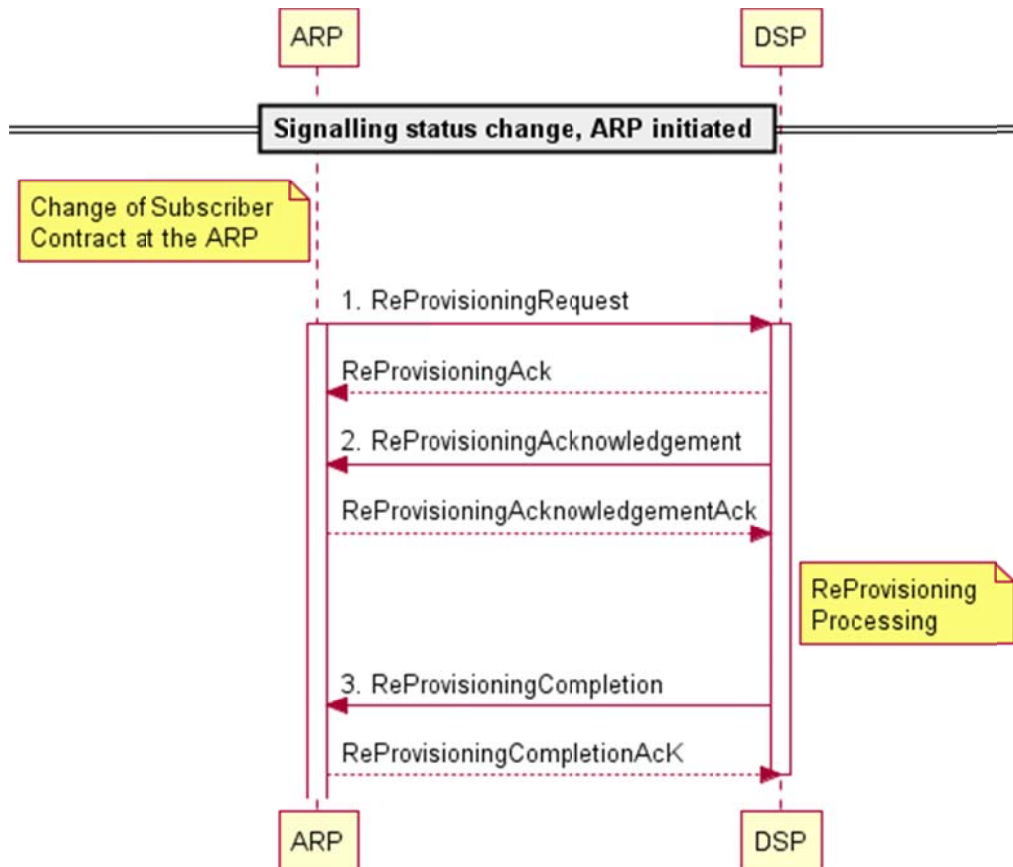 ARP
DSP
Signalling status change, ARP initiated
Change of Subscriber
Contract at the ARP
1. ReProvisioningRequest
ReProvisioningAck
2. ReProvisioningAcknowledgement
ReProvisioningAcknowledgementAck
ReProvisioning
Processing
3. ReProvisioningCompletion
ReProvisioningCompletionAcK
ARP
DSP